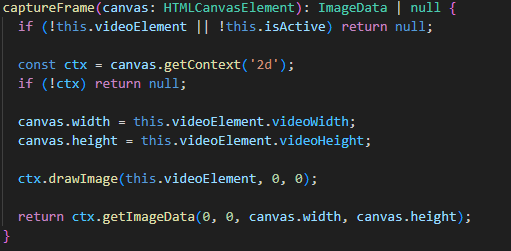 captureFrame(canvas: HTMLCanvasElement): ImageData | null {
if (!this.videoElement || !this.isActive) return null;
const ctx = canvas.getContext('2d');
if (!ctx) return null;
canvas.width = this.videoElement.videoWidth;
canvas.height = this.videoElement.videoHeight;
ctx.drawImage(this.videoElement, 0, 0);
return ctx.getImageData(0, 0, canvas.width, canvas.height);
}